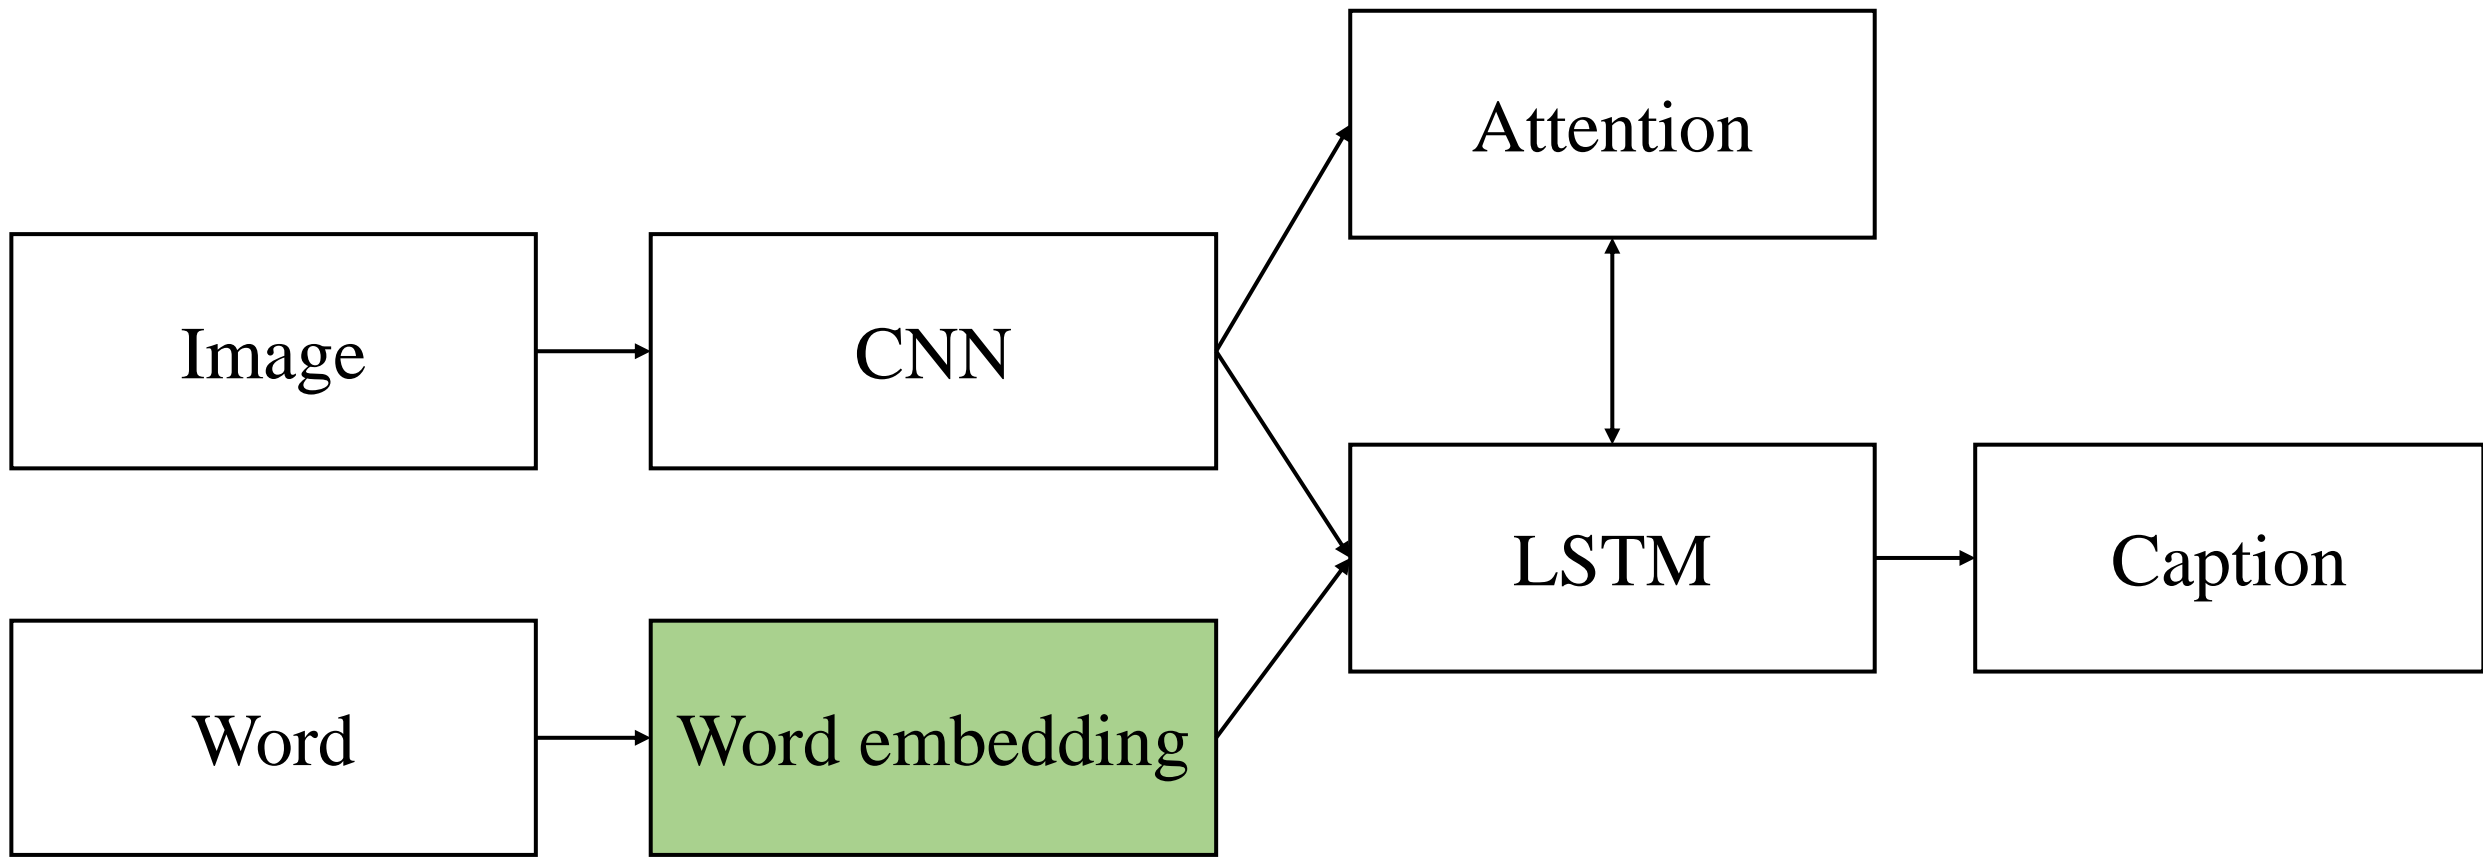 Attention
Image
CNN
LSTM
Caption
Word
Word embedding